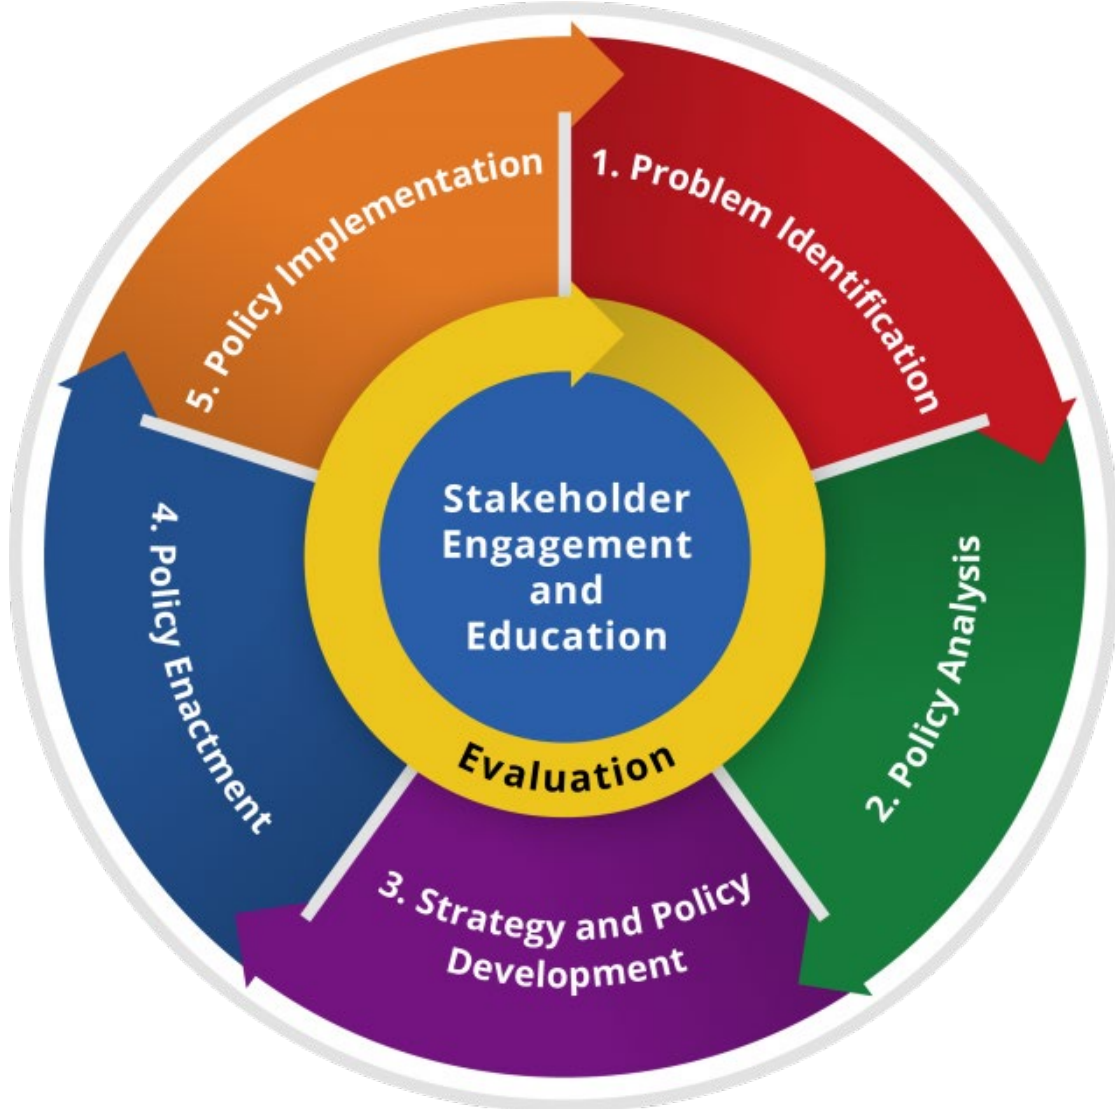 1. Problem Identification
2. Policy Analysis
3. Strategy and Policy
Development
4. Policy Enactment
5. Policy Implementation
Stakeholder
Engagement
and
Education
Evaluation